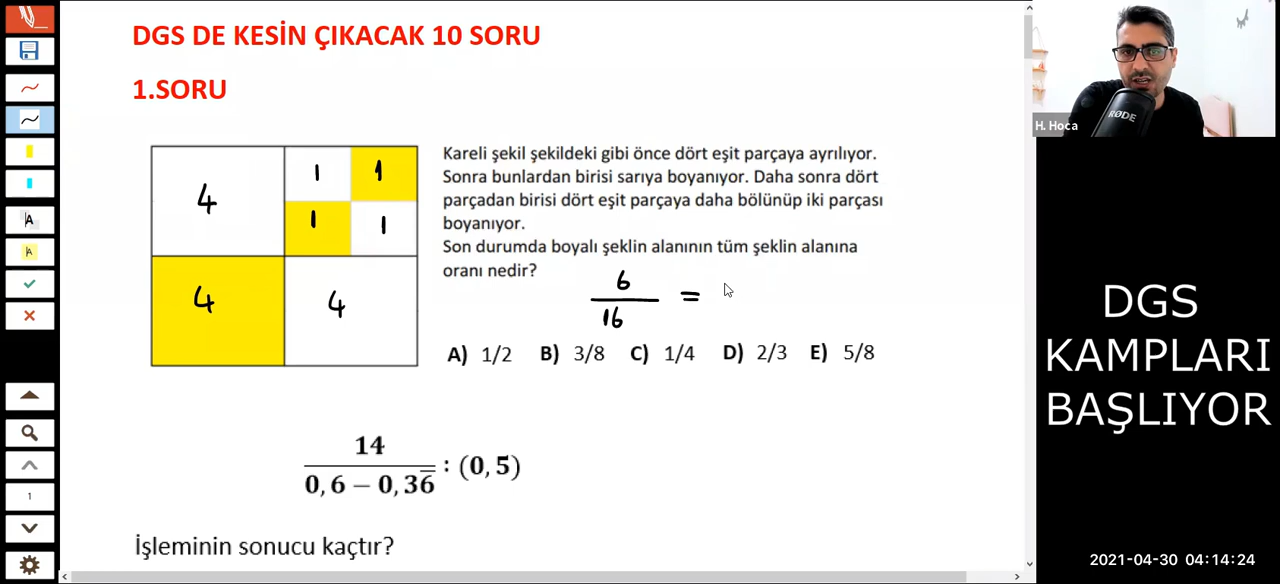 DGS DE KESİN ÇIKACAK 10 SORU
1.SORU
4
1
1
1
1
4
4
Kareli şekil şekildeki gibi önce dört eşit parçaya ayrılıyor.
Sonra bunlardan birisi sarıya boyanıyor. Daha sonra dört
parçadan birisi dört eşit parçaya daha bölünüp iki parçası
boyanıyor.
Son durumda boyalı şeklin alanının tüm şeklin alanına
oranı nedir?
6/16 =
A) 1/2 B) 3/8 C) 1/4 D) 2/3 E) 5/8
14
0,6 − 0,36̅ : (0,5)
İşleminin sonucu kaçtır?
A
A
1
RØDE
H. Hoca
DGS
KAMPLARI
BAŞLIYOR
2021-04-30 04:14:24